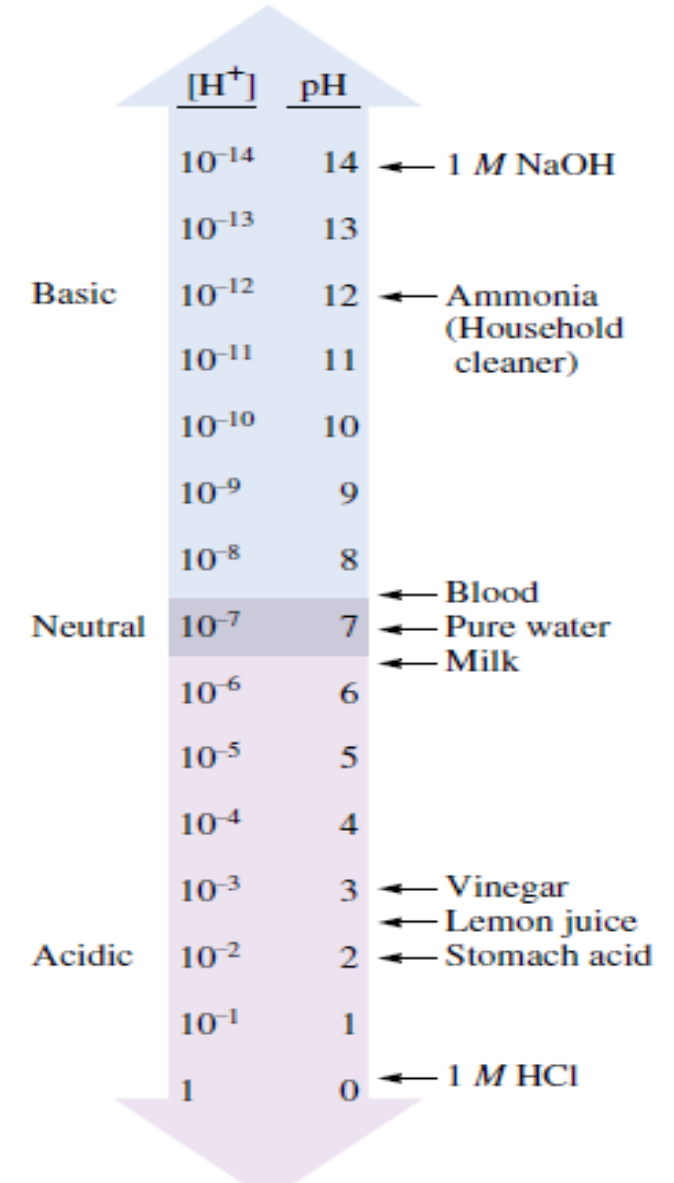 [H⁺] pH
10⁻¹⁴ 14 1 M NaOH
10⁻¹³ 13
Basic 10⁻¹² 12 Ammonia
(Household
10⁻¹¹ 11 cleaner)
10⁻¹⁰ 10
10⁻⁹ 9
10⁻⁸ 8
Blood
Neutral 10⁻⁷ 7 Pure water
Milk
10⁻⁶ 6
10⁻⁵ 5
10⁻⁴ 4
10⁻³ 3 Vinegar
Lemon juice
Acidic 10⁻² 2 Stomach acid
10⁻¹ 1
1 M HCl
1 0